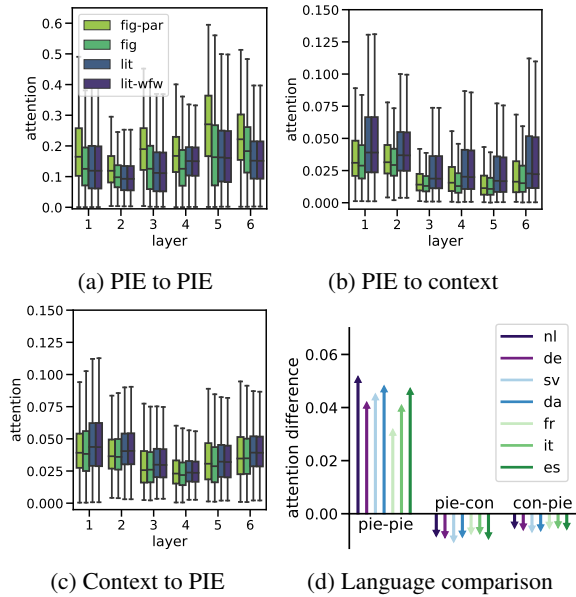 0.6
0.5
0.4
0.3
0.2
0.1
0.0
attention
fig-par
fig
lit
lit-wfw
1 2 3 4 5 6
layer
(a) PIE to PIE
0.150
0.125
0.100
0.075
0.050
0.025
0.000
attention
1 2 3 4 5 6
layer
(b) PIE to context
0.150
0.125
0.100
0.075
0.050
0.025
0.000
attention
1 2 3 4 5 6
layer
(c) Context to PIE
0.06
0.04
0.02
0.00
attention difference
nl
de
sv
da
fr
it
es
pie-pie
pie-con
con-pie
(d) Language comparison